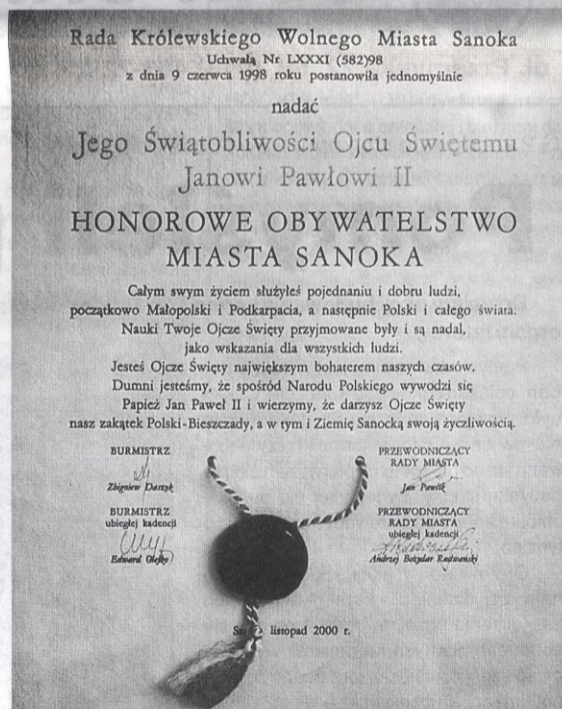 Rada Królewskiego Wolnego Miasta Sanoka
Uchwałą Nr LXXXI (582)98
z dnia 9 czerwca 1998 roku postanowiła jednomyślnie
nadać
Jego Świątobliwości Ojcu Świętemu
Janowi Pawłowi II
HONOROWE OBYWATELSTWO
MIASTA SANOKA
Całym swym życiem służyłeś pojednaniu i dobru ludzi,
początkowo Małopolski i Podkarpacia, a następnie Polski i całego świata.
Nauki Twoje Ojcze Święty przyjmowane były i są nadal,
jako wskazania dla wszystkich ludzi.
Jesteś Ojcze Święty największym bohaterem naszych czasów,
Dumni jesteśmy, że spośród Narodu Polskiego wywodzi się
Papież Jan Paweł II i wierzymy, że darzysz Ojcze Święty
nasz zakątek Polski-Bieszczady, a w tym i Ziemię Sanocką swoją życzliwością.
BURMISTRZ
Zbigniew
PRZEWODNICZĄCY
RADY MIASTA
Jan
BURMISTRZ
ubiegłej kadencji
Edward Olejko
PRZEWODNICZĄCY
RADY MIASTA
ubiegłej kadencji
Andrzej Bożydar Radwański
listopad 2000 r.